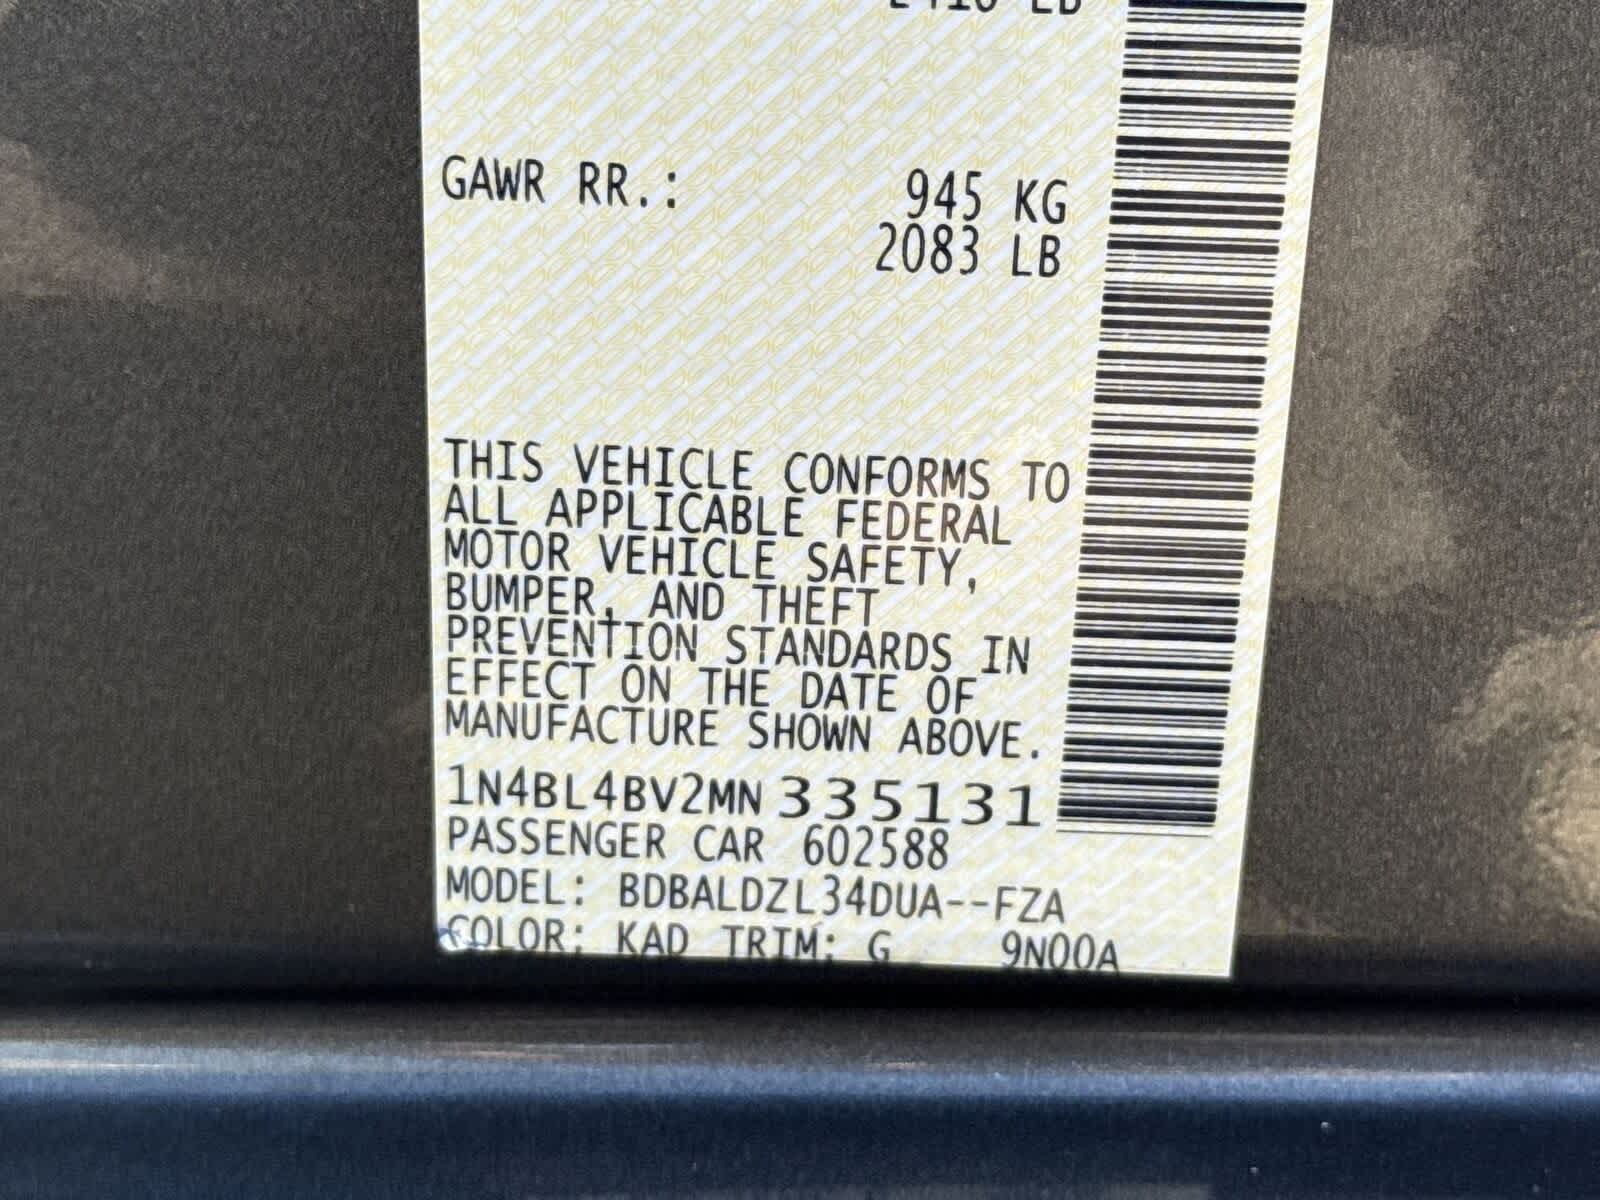 2410 LB
GAWR RR.: 945 KG
2083 LB
THIS VEHICLE CONFORMS TO
ALL APPLICABLE FEDERAL
MOTOR VEHICLE SAFETY,
BUMPER, AND THEFT
PREVENTION STANDARDS IN
EFFECT ON THE DATE OF
MANUFACTURE SHOWN ABOVE.
1N4BL4BV2MN335131
PASSENGER CAR 602588
MODEL: BDBALDZL34DUA--FZA
COLOR: KAD TRIM: G 9N00A